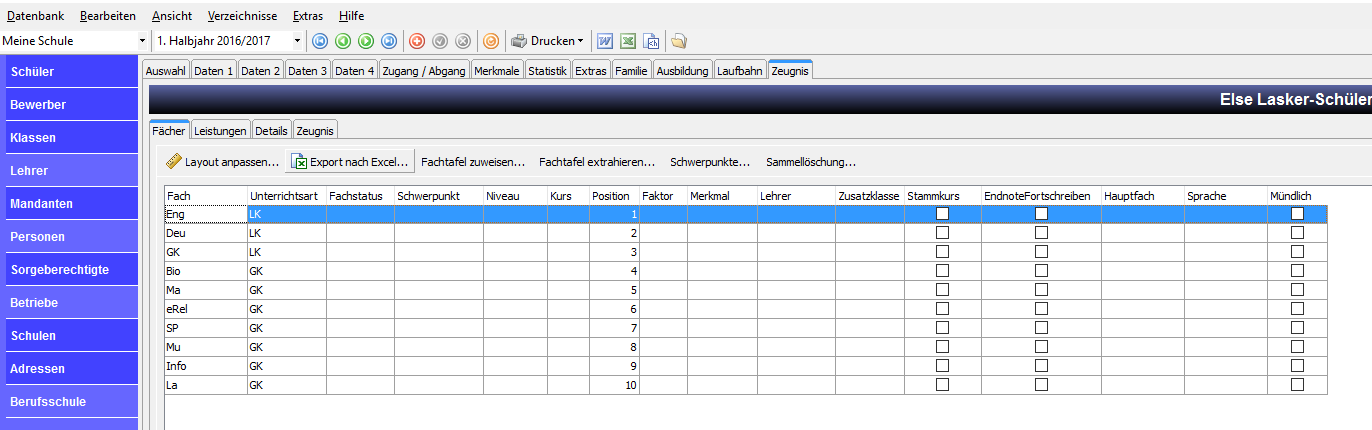 Datenbank Bearbeiten Ansicht Verzeichnisse Extras Hilfe
Meine Schule 1. Halbjahr 2016/2017 Drucken
Schüler
Bewerber
Klassen
Lehrer
Mandanten
Personen
Sorgeberechtigte
Betriebe
Schulen
Adressen
Berufsschule
Auswahl Daten 1 Daten 2 Daten 3 Daten 4 Zugang / Abgang Merkmale Statistik Extras Familie Ausbildung Laufbahn Zeugnis
Else Lasker-Schüler
Fächer Leistungen Details Zeugnis
Layout anpassen... Export nach Excel... Fachtafel zuweisen... Fachtafel extrahieren... Schwerpunkte... Sammellöschung...
Fach Unterrichtsart Fachstatus Schwerpunkt Niveau Kurs Position Faktor Merkmal Lehrer Zusatzklasse Stammkurs EndnoteFortschreiben Hauptfach Sprache Mündlich
Eng LK 1
Deu LK 2
GK LK 3
Bio GK 4
Ma GK 5
eRel GK 6
SP GK 7
Mu GK 8
Info GK 9
La GK 10